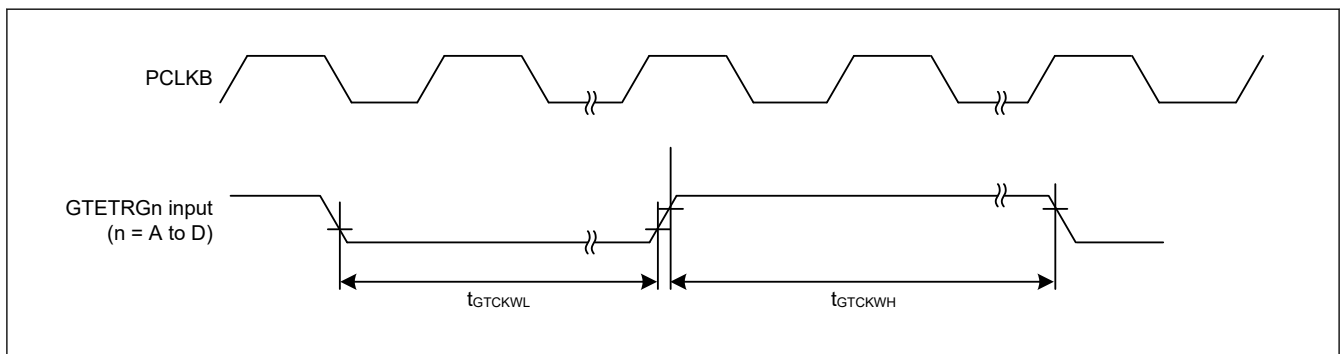 PCLKB
GTETRGn input
(n = A to D)
tGTCKWL
tGTCKWH